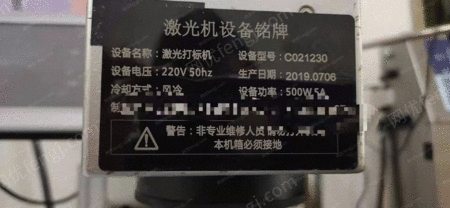 激光机设备铭牌
设备名称：激光打标机 设备型号：C021230
设备电压：220V 50hz 生产日期：2019.0706
冷却方式：风冷 设备功率：500W 5A
制
警告：非专业维修人员
本机箱必须接地